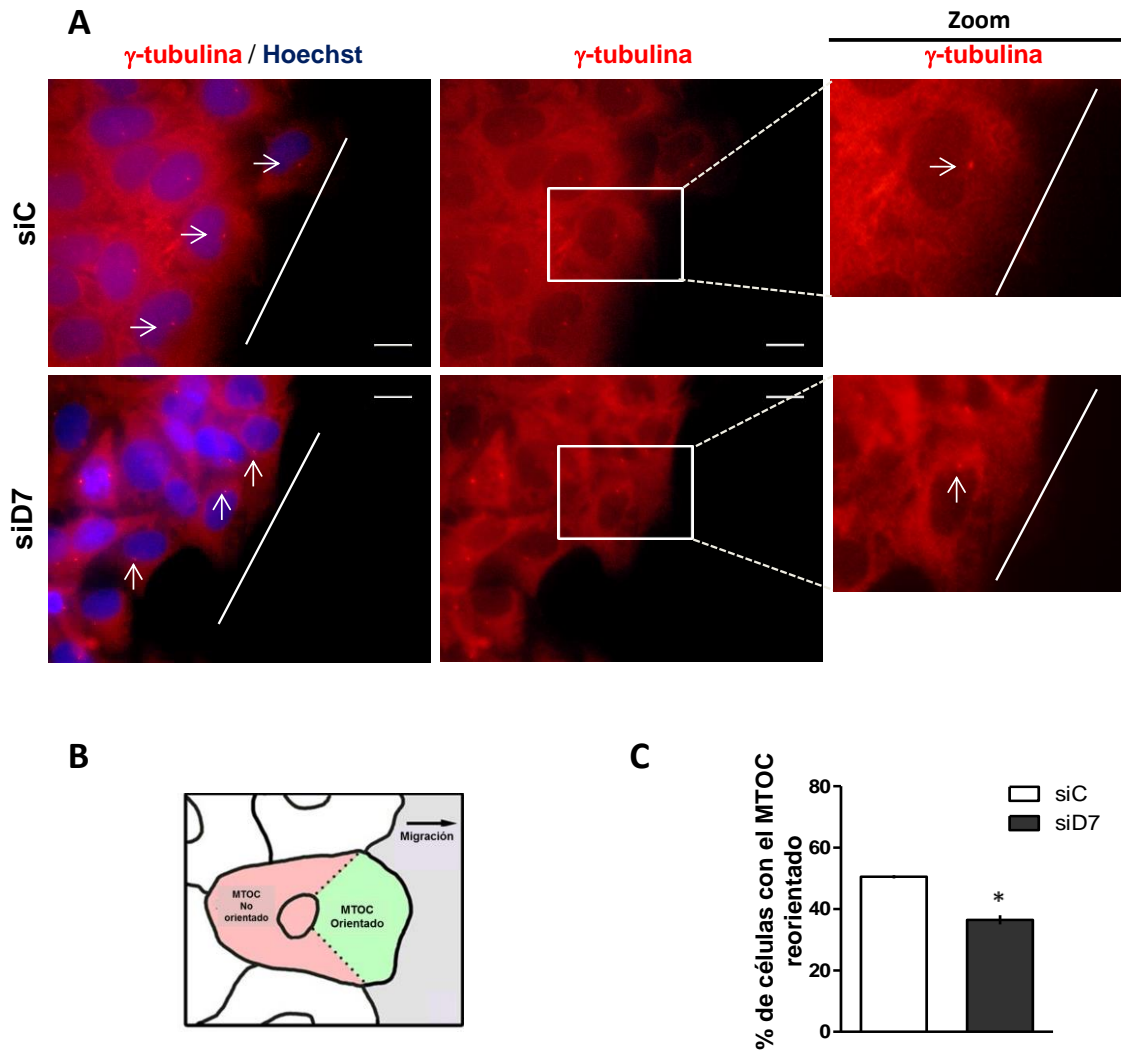 A
Zoom
γ-tubulina / Hoechst
γ-tubulina
γ-tubulina
siC
siD7
B
C
Migración
MTOC
No
orientado
MTOC
Orientado
% de células con el MTOC
reorientado
80
60
40
20
0
*
siC
siD7